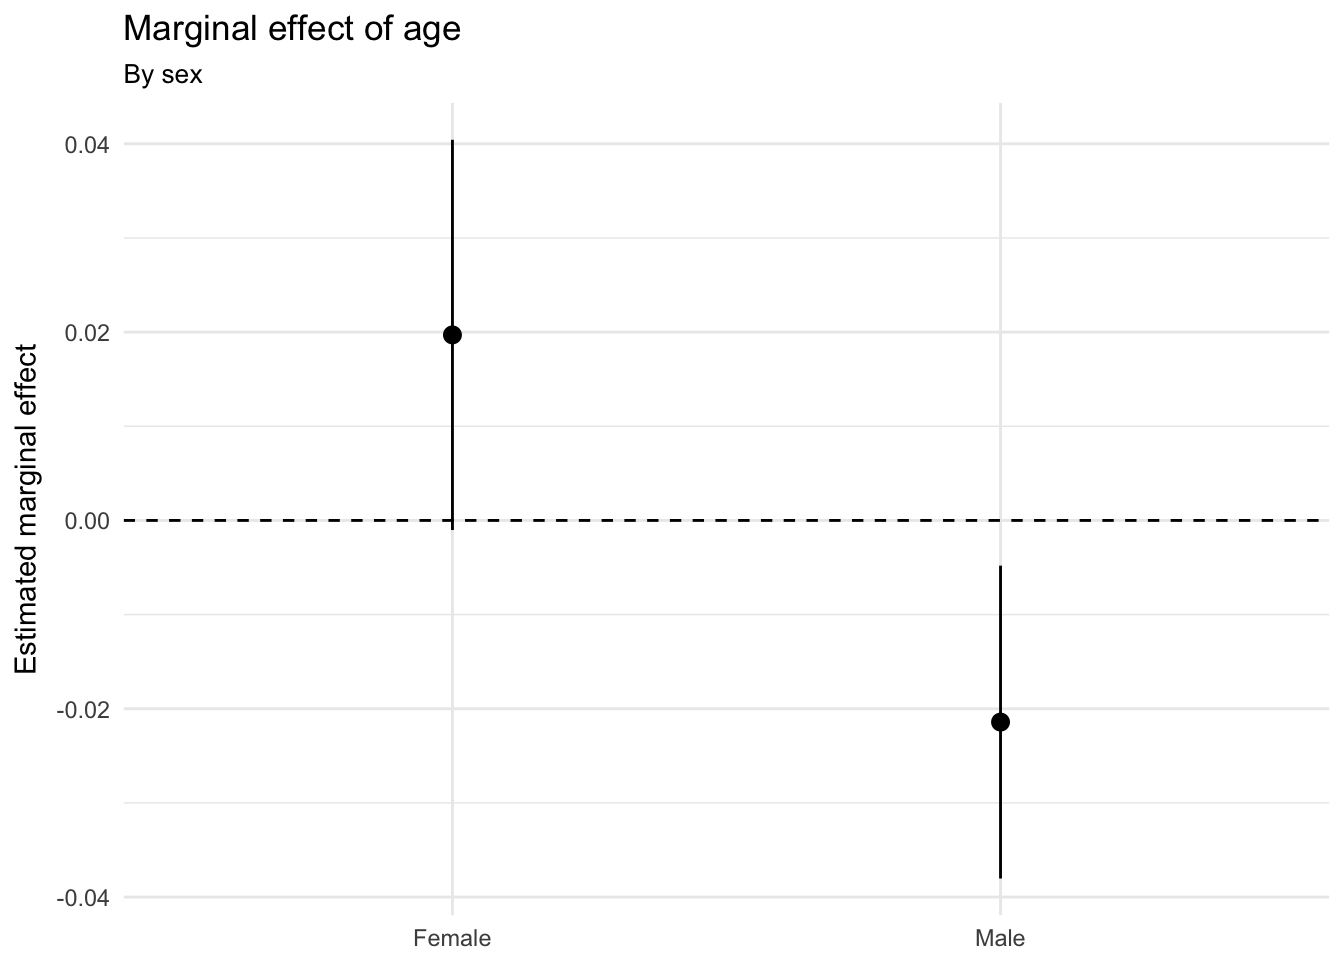 Marginal effect of age
By sex
Estimated marginal effect
0.04
0.02
0.00
-0.02
-0.04
Female
Male